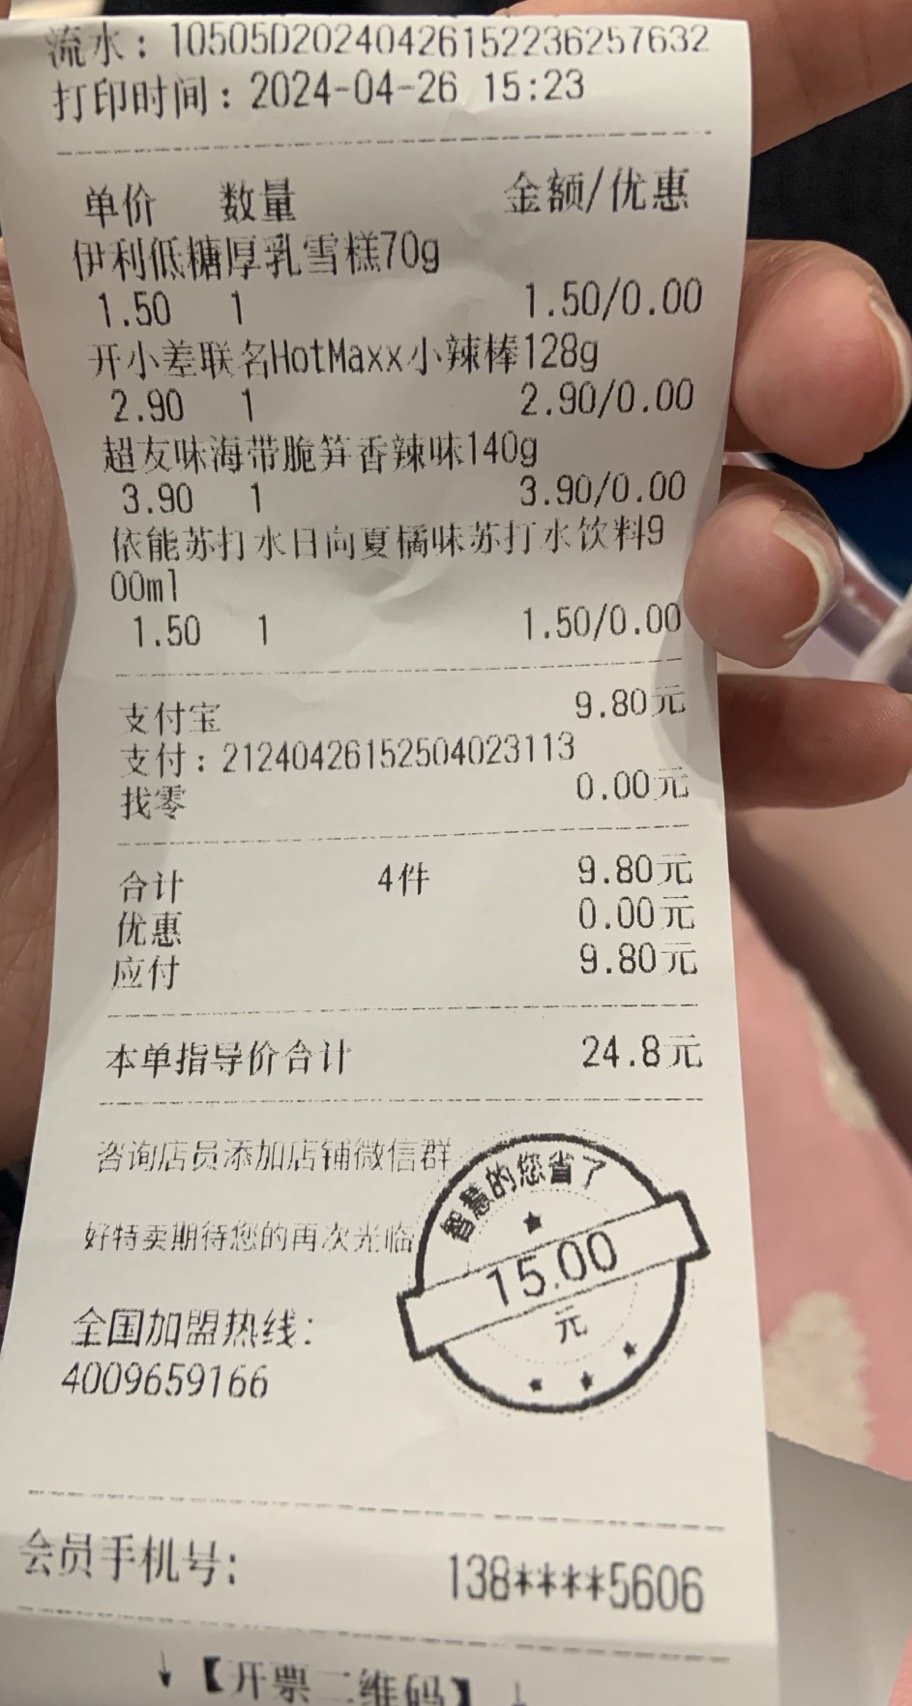 流水：10505D20240426152236257632
打印时间：2024-04-26 15:23
单价 数量 金额/优惠
伊利低糖厚乳雪糕70g
1.50 1 1.50/0.00
开小差联名HotMaxx小辣棒128g
2.90 1 2.90/0.00
超友味海带脆笋香辣味140g
3.90 1 3.90/0.00
依能苏打水日向夏橘味苏打水饮料9
00ml
1.50 1 1.50/0.00
支付宝 9.80元
支付：21240426152504023113
找零 0.00元
合计 4件 9.80元
优惠 0.00元
应付 9.80元
本单指导价合计 24.8元
咨询店员添加店铺微信群
好特卖期待您的再次光临
智慧的您省了
15.00
元
全国加盟热线：
4009659166
会员手机号： 138****5606
↓【开票二维码】↓